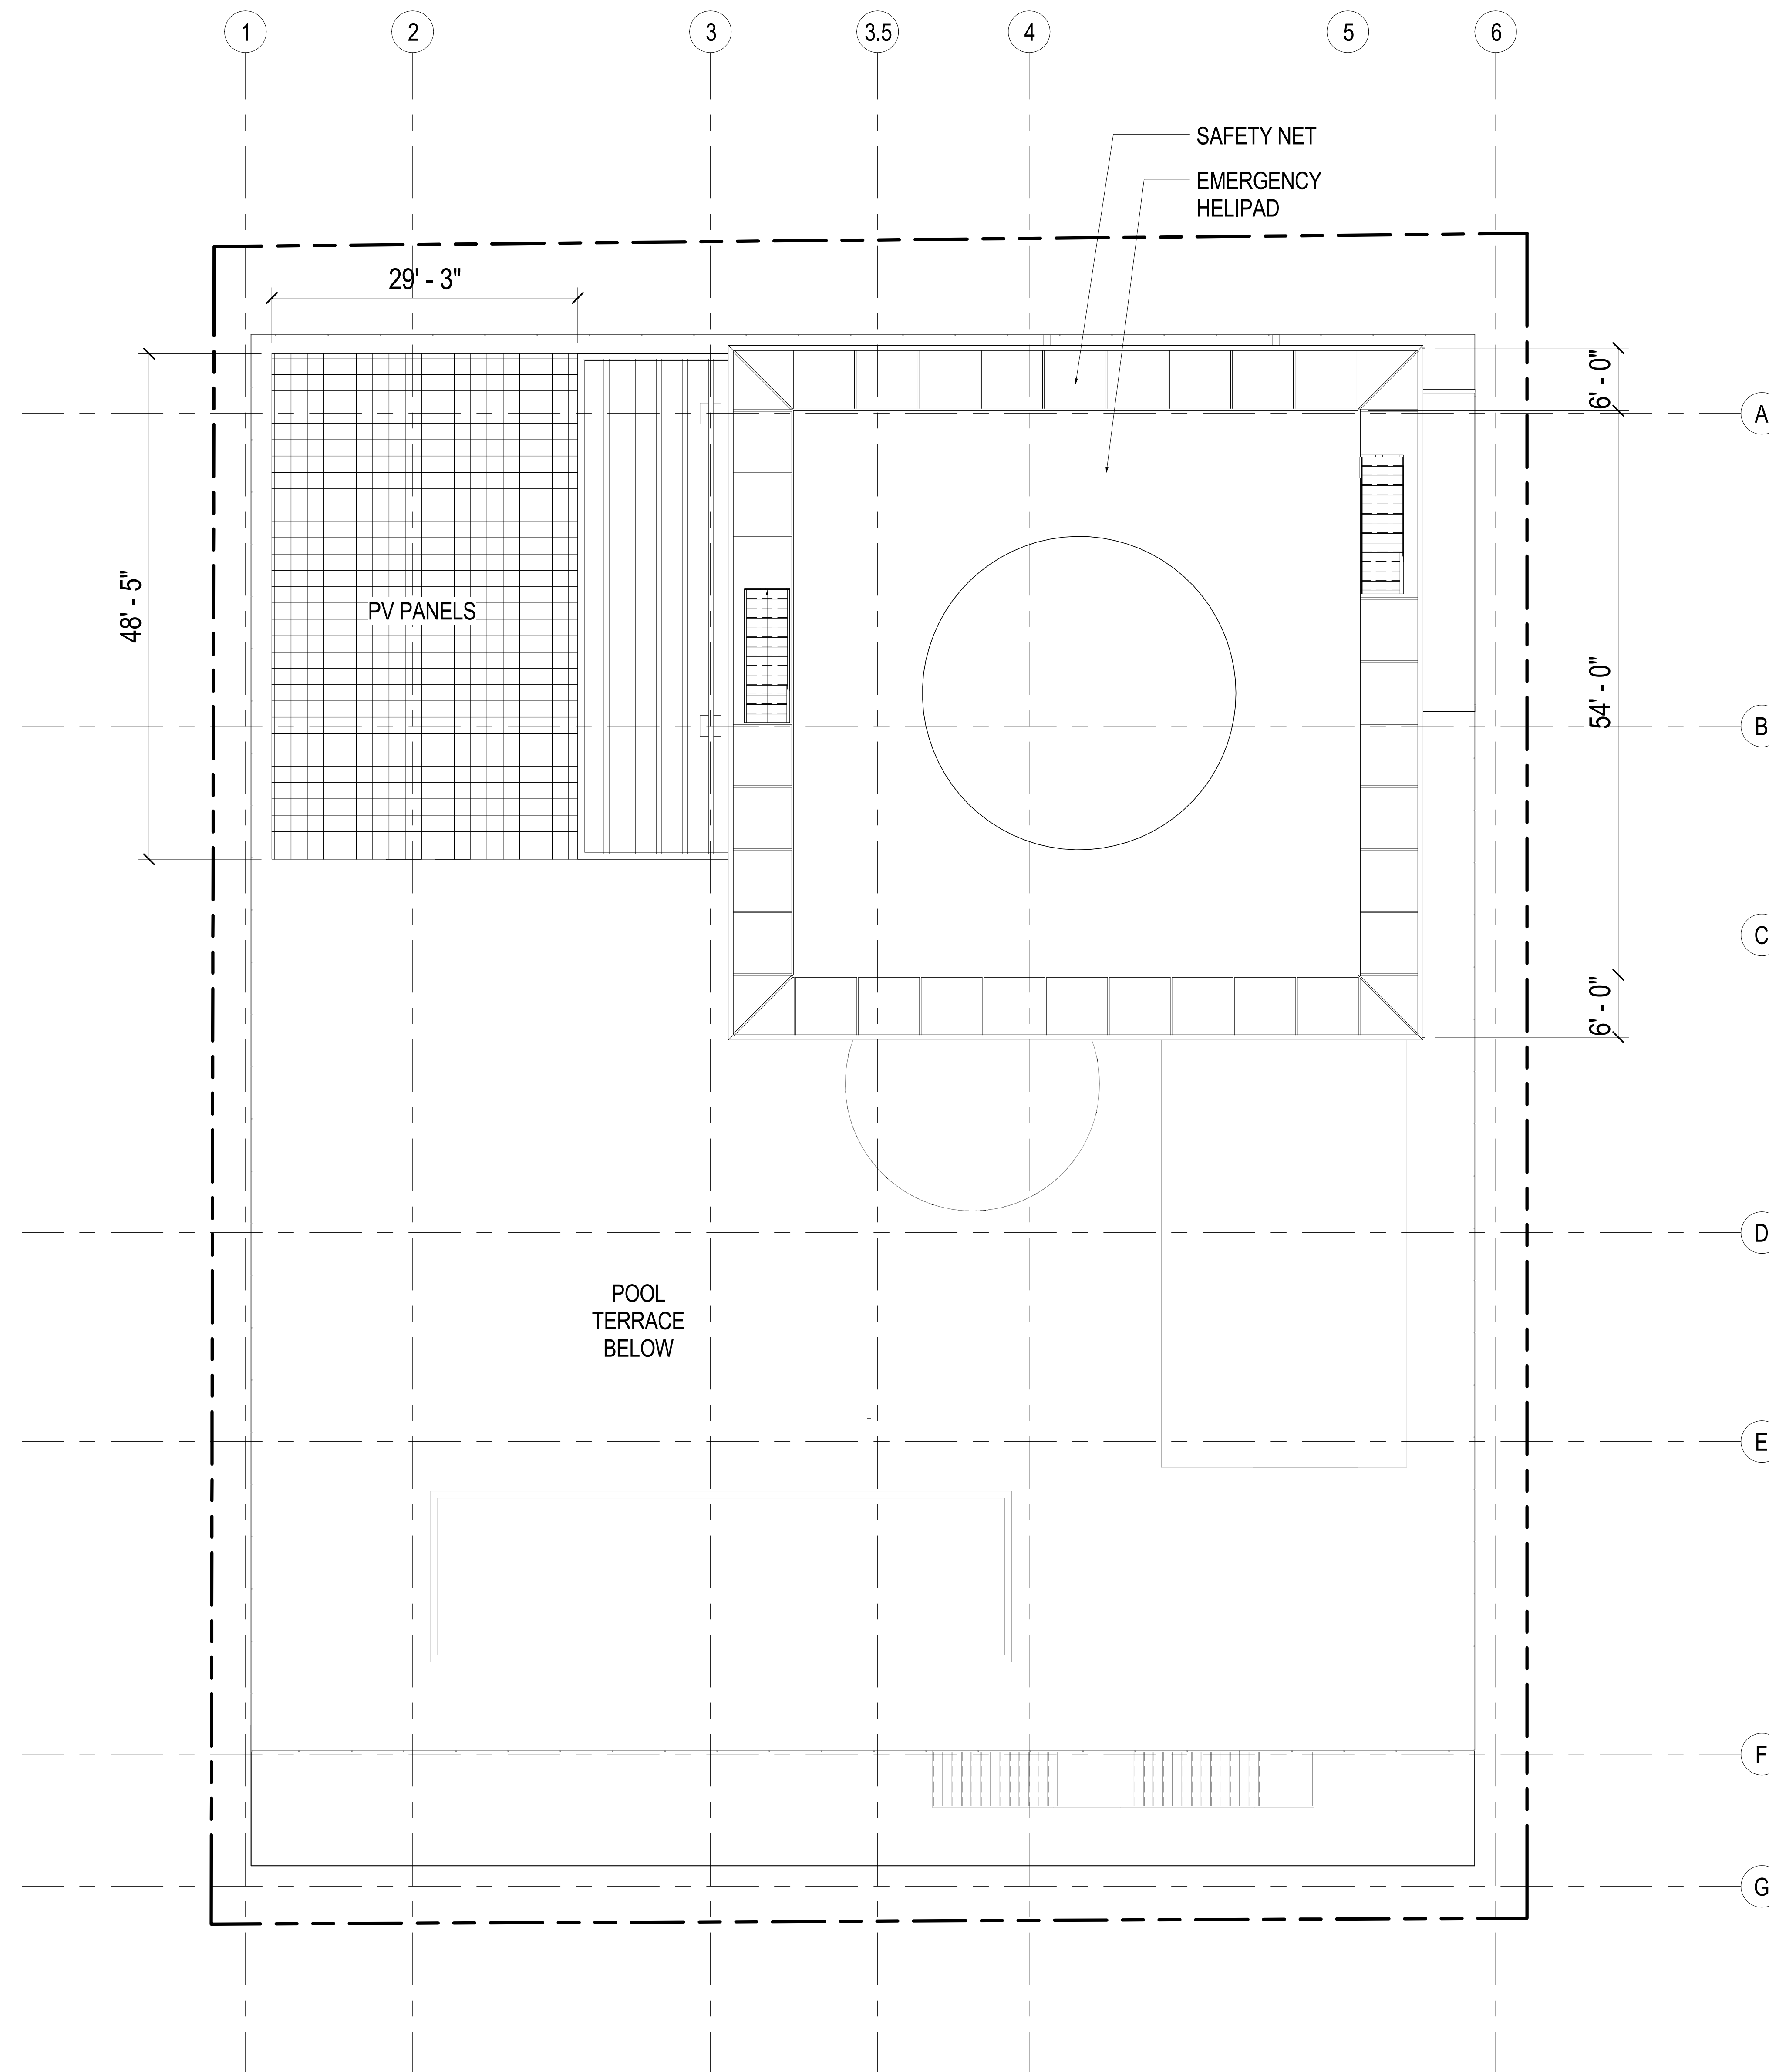 1 2 3 3.5 4 5 6
SAFETY NET
EMERGENCY
HELIPAD
29' - 3"
6' - 0"
A
48' - 5"
PV PANELS
54' - 0"
B
C
6' - 0"
D
POOL
TERRACE
BELOW
E
F
G